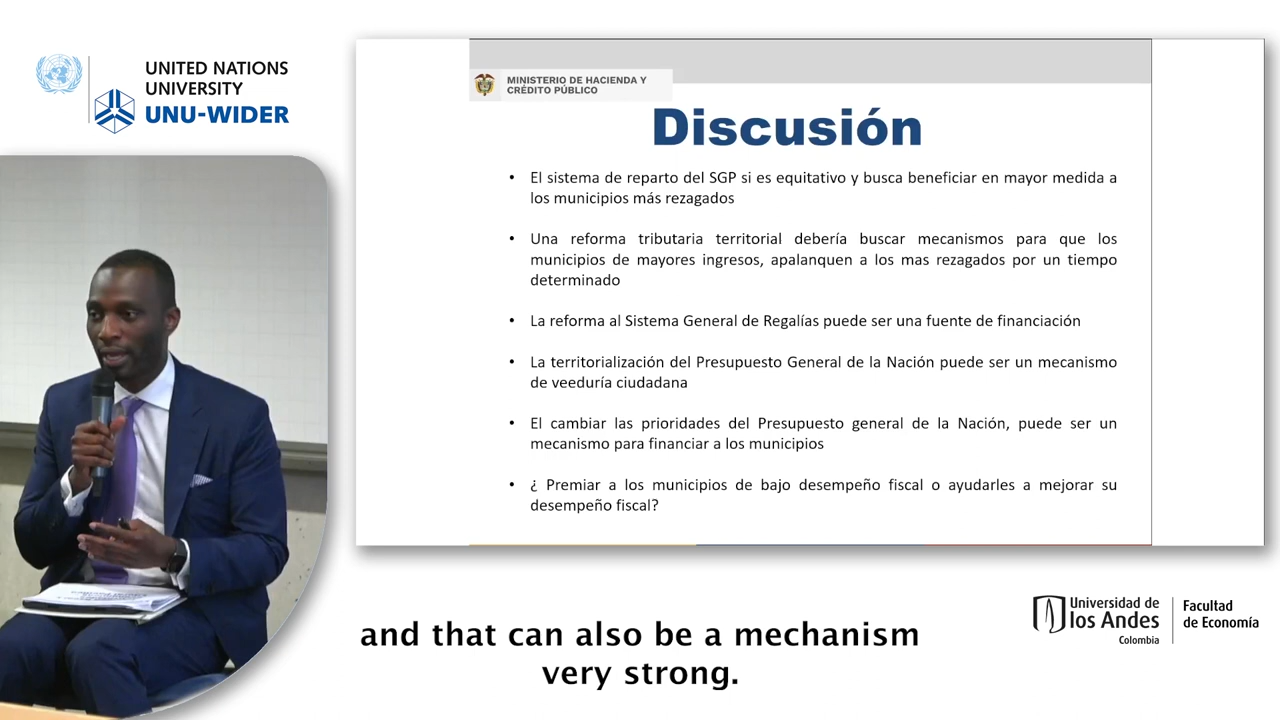 UNITED NATIONS
UNIVERSITY
UNU-WIDER
MINISTERIO DE HACIENDA Y
CRÉDITO PÚBLICO
Discusión
• El sistema de reparto del SGP si es equitativo y busca beneficiar en mayor medida a
los municipios más rezagados
• Una reforma tributaria territorial debería buscar mecanismos para que los
municipios de mayores ingresos, apalanquen a los mas rezagados por un tiempo
determinado
• La reforma al Sistema General de Regalías puede ser una fuente de financiación
• La territorialización del Presupuesto General de la Nación puede ser un mecanismo
de veeduría ciudadana
• El cambiar las prioridades del Presupuesto general de la Nación, puede ser un
mecanismo para financiar a los municipios
• ¿ Premiar a los municipios de bajo desempeño fiscal o ayudarles a mejorar su
desempeño fiscal?
and that can also be a mechanism
very strong.
Universidad de
los Andes
Colombia
Facultad
de Economía